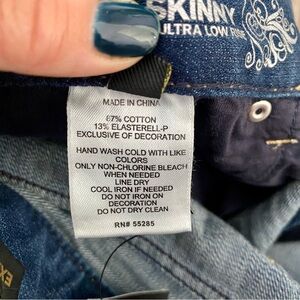 SKINNY
ULTRA LOW RISE
MADE IN CHINA
67% COTTON
13% ELASTERELL-P
EXCLUSIVE OF DECORATION
HAND WASH COLD WITH LIKE
COLORS
ONLY NON-CHLORINE BLEACH
WHEN NEEDED
LINE DRY
COOL IRON IF NEEDED
DO NOT IRON ON
DECORATION
DO NOT DRY CLEAN
RN# 55285
EX